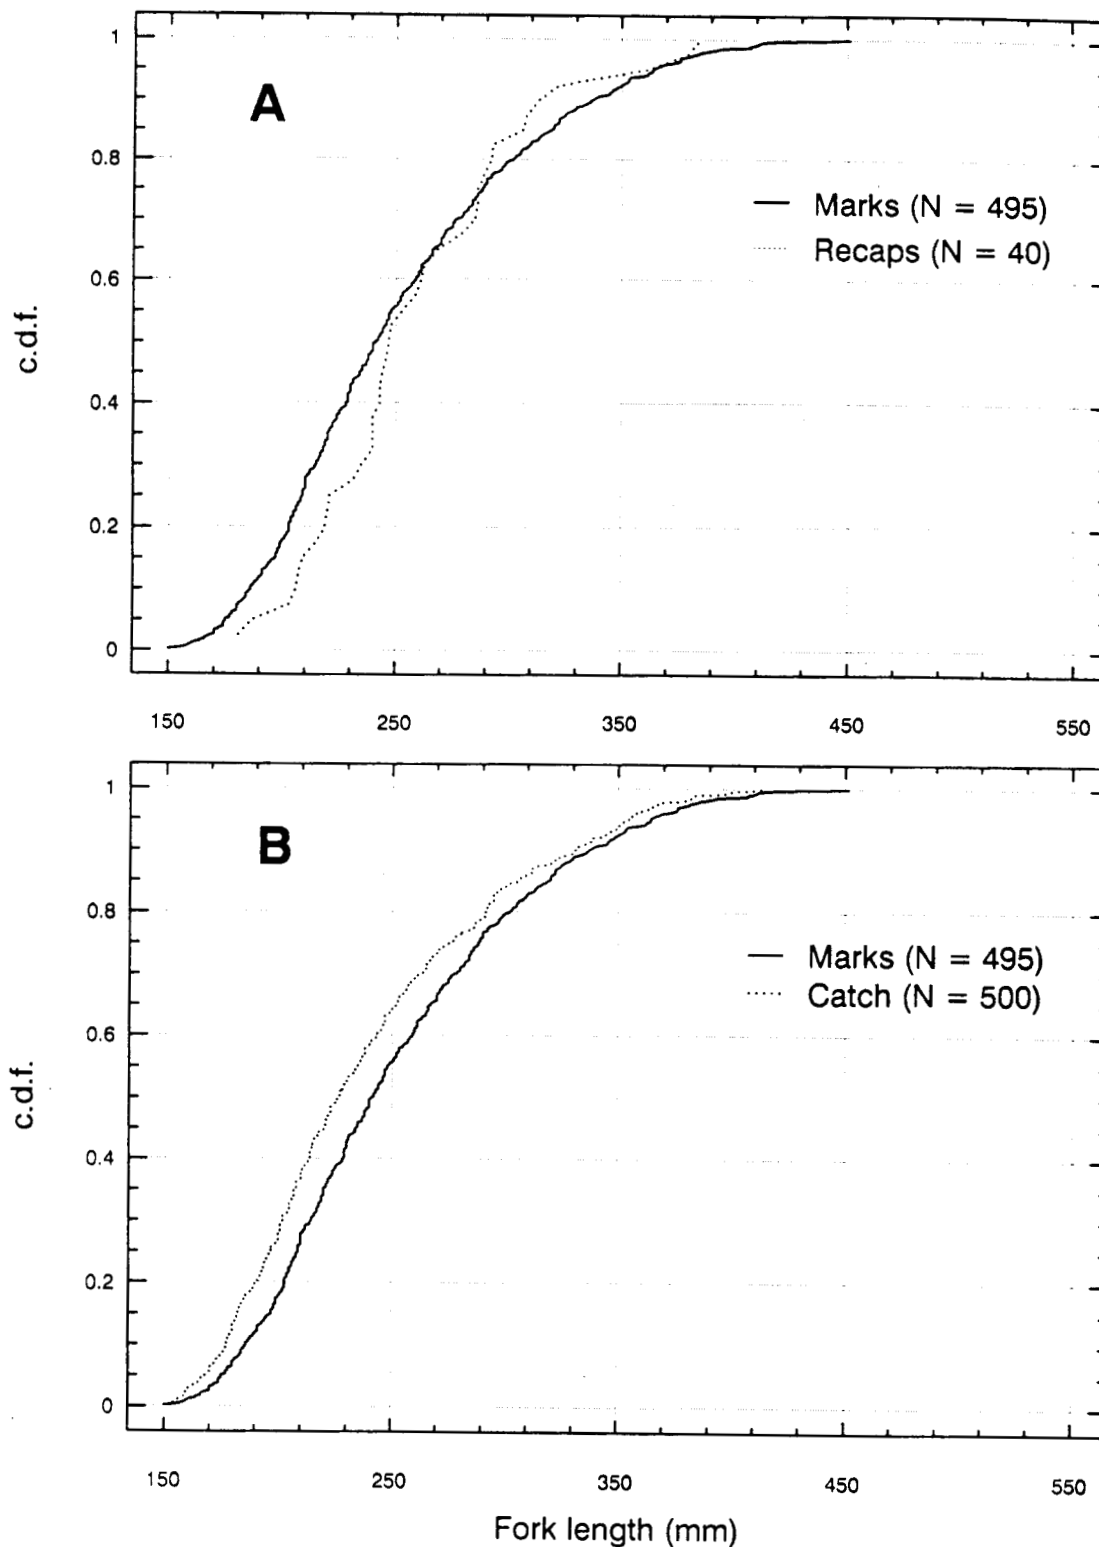 A
1
0.8
0.6
0.4
0.2
0
c.d.f.
Marks (N = 495)
Recaps (N = 40)
150 250 350 450 550
B
1
0.8
0.6
0.4
0.2
0
c.d.f.
Marks (N = 495)
Catch (N = 500)
150 250 350 450 550
Fork length (mm)